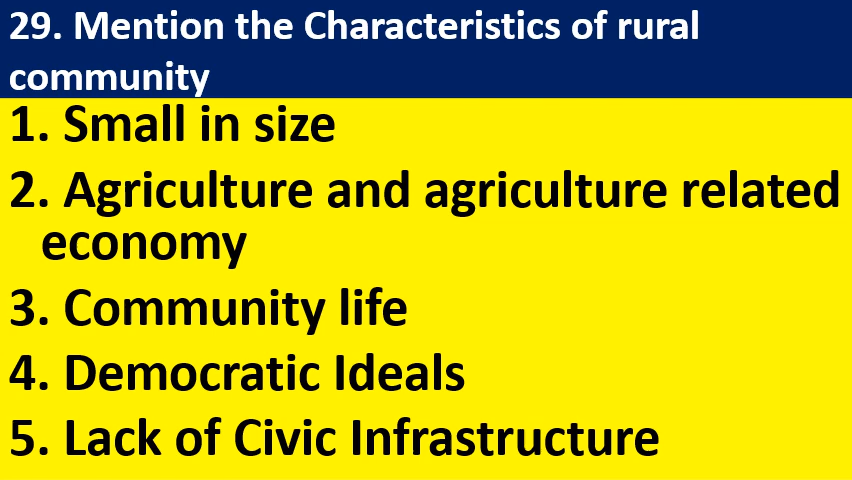 29. Mention the Characteristics of rural
community
1. Small in size
2. Agriculture and agriculture related
economy
3. Community life
4. Democratic Ideals
5. Lack of Civic Infrastructure